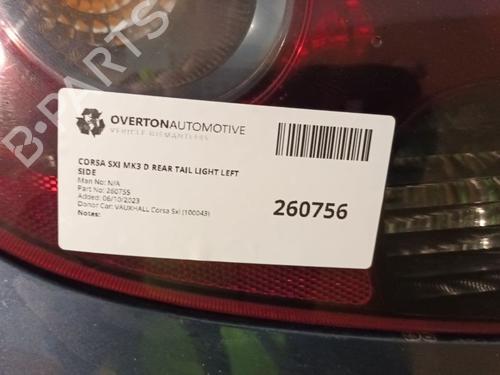 OVERTONAUTOMOTIVE
VEHICLE DISMANTLERS
CORSA SXI MK3 D REAR TAIL LIGHT LEFT
SIDE
Man No: N/A
Part No: 260756
Added: 06/10/2023
Donor Car: VAUXHALL Corsa Sxi (100043)
Notes:
260756
B-PARTS